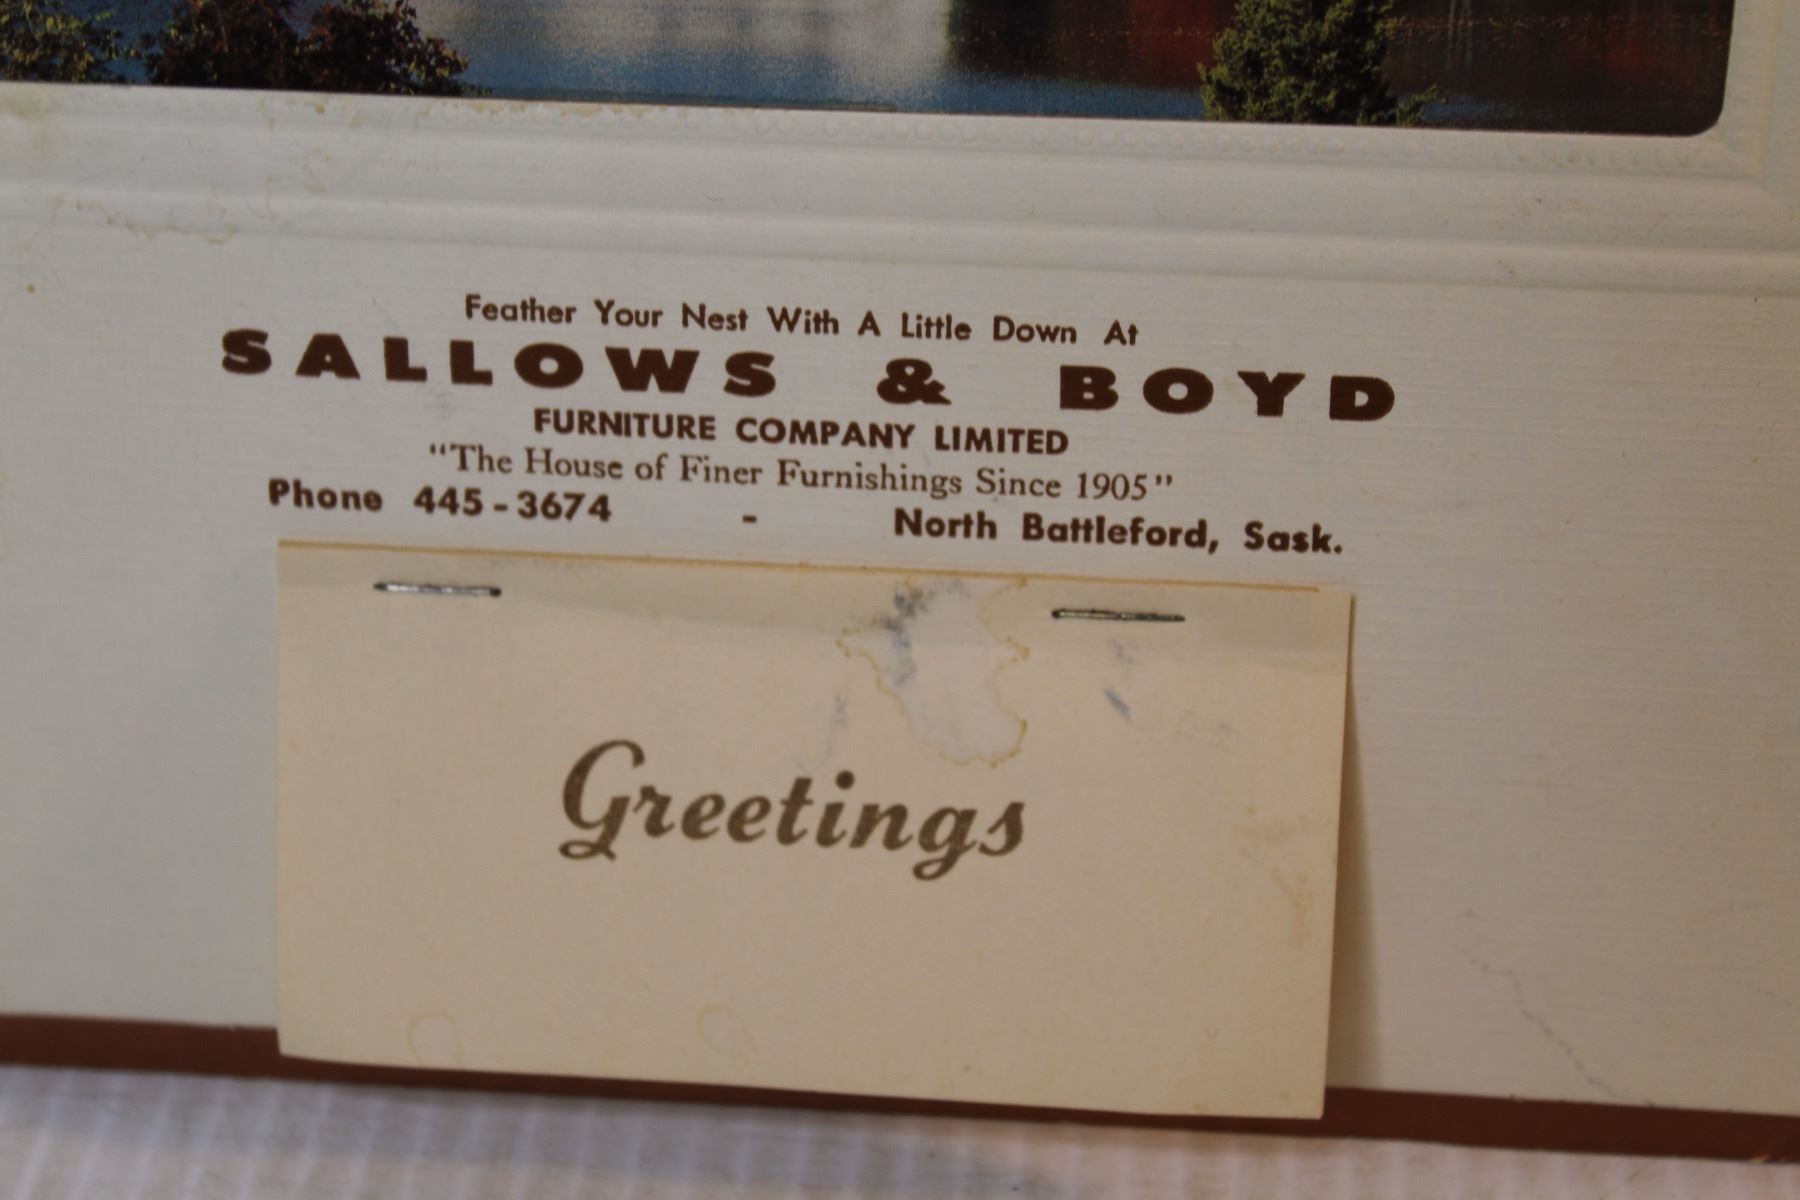 Feather Your Nest With A Little Down At
SALLOWS & BOYD
FURNITURE COMPANY LIMITED
"The House of Finer Furnishings Since 1905"
Phone 445-3674 - North Battleford, Sask.
Greetings